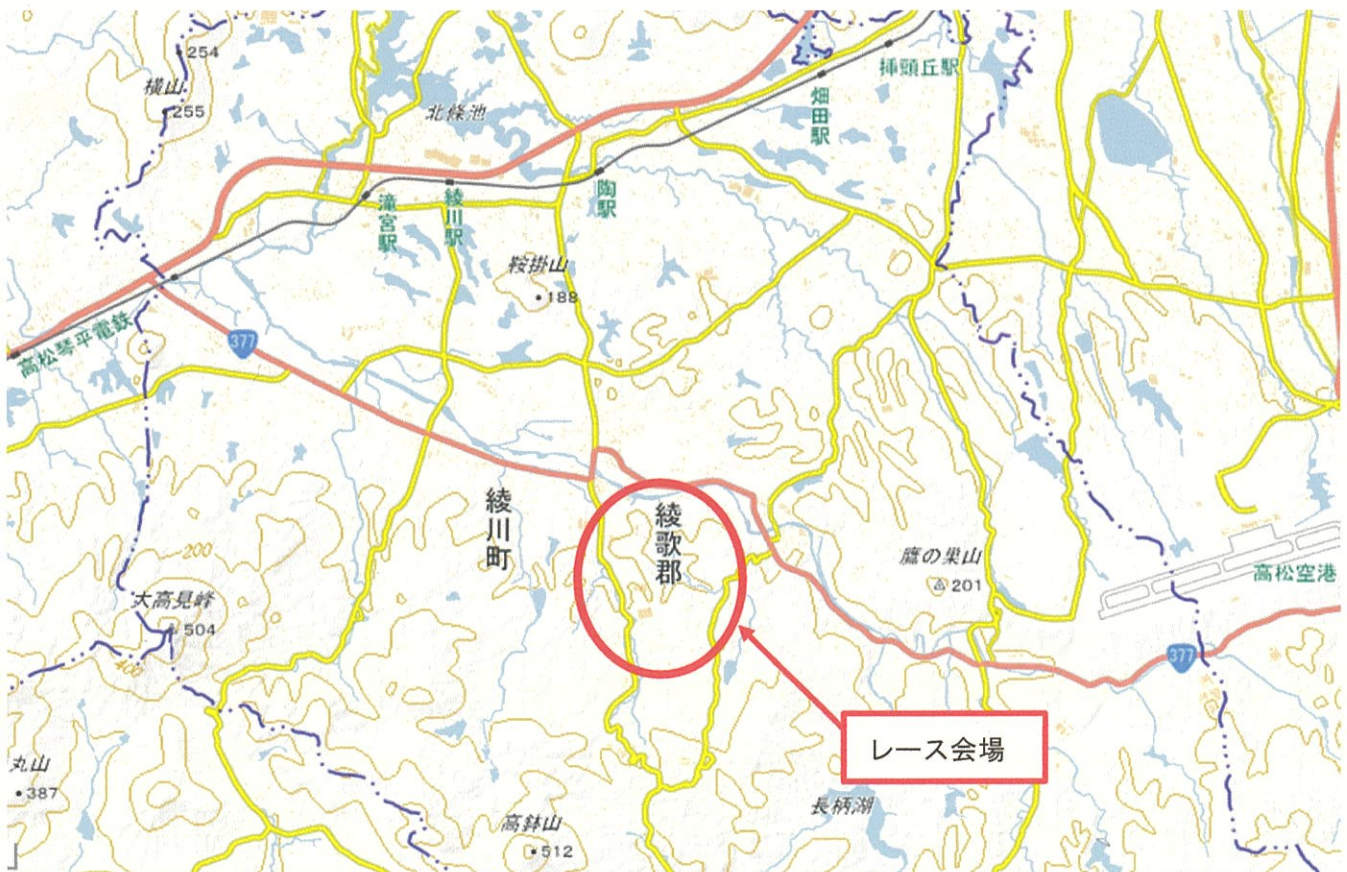 254
横山
255
北條池
挿頭丘駅
畑田駅
滝宮駅
綾川駅
陶駅
鞍掛山
188
高松琴平電鉄
377
綾川町
綾歌郡
鷹の巣山
201
高松空港
200
大高見峰
504
400
377
レース会場
丸山
387
高鉢山
512
長柄湖